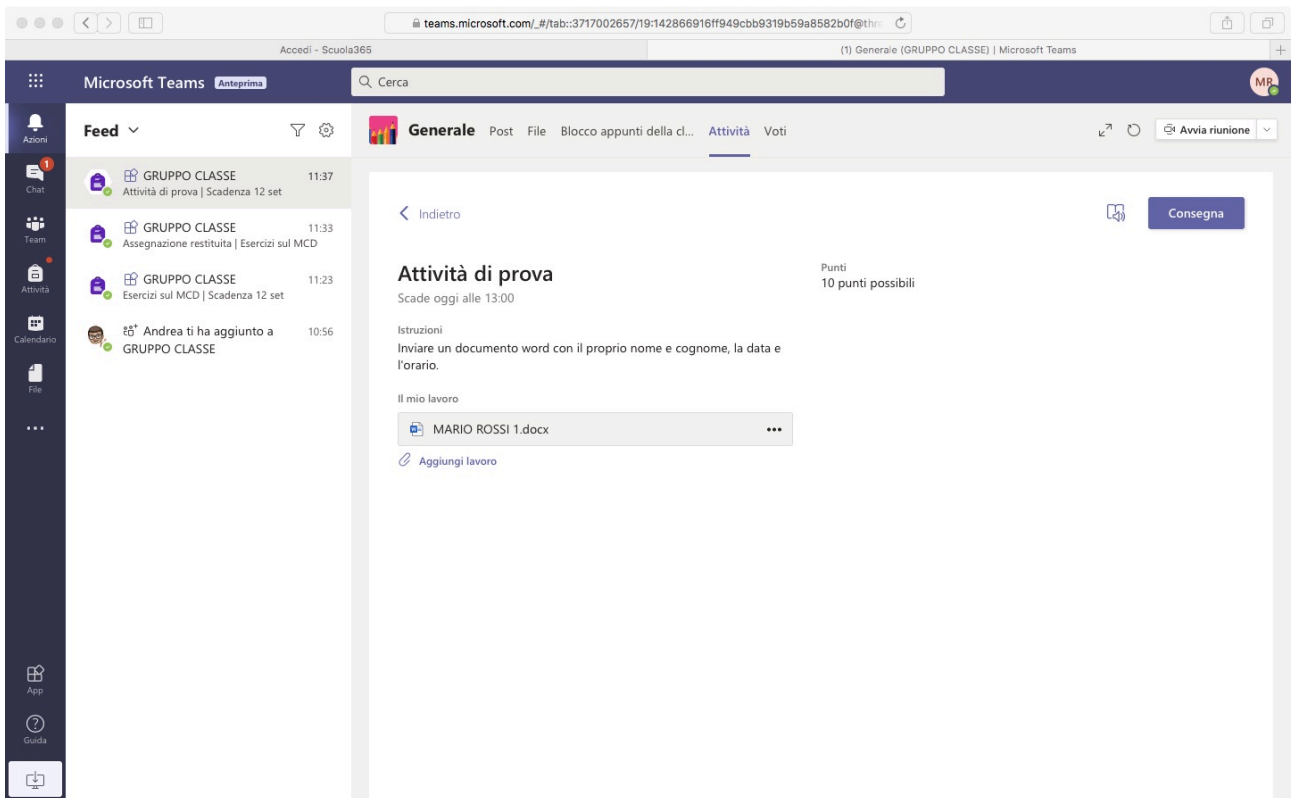 teams.microsoft.com/_#/tab::3717002657/19:142866916ff949cbb9319b59a8582b0f@thr
Accedi - Scuola365
(1) Generale (GRUPPO CLASSE) | Microsoft Teams
Microsoft Teams Anteprima
Cerca
MR
Azioni
Chat
1
Team
Attività
Calendario
File
App
Guida
Feed
GRUPPO CLASSE 11:37
Attività di prova | Scadenza 12 set
GRUPPO CLASSE 11:33
Assegnazione restituita | Esercizi sul MCD
GRUPPO CLASSE 11:23
Esercizi sul MCD | Scadenza 12 set
Andrea ti ha aggiunto a 10:56
GRUPPO CLASSE
Generale Post File Blocco appunti della cl... Attività Voti
Avvia riunione
Indietro
Consegna
Attività di prova
Scade oggi alle 13:00
Punti
10 punti possibili
Istruzioni
Inviare un documento word con il proprio nome e cognome, la data e
l'orario.
Il mio lavoro
MARIO ROSSI 1.docx
Aggiungi lavoro